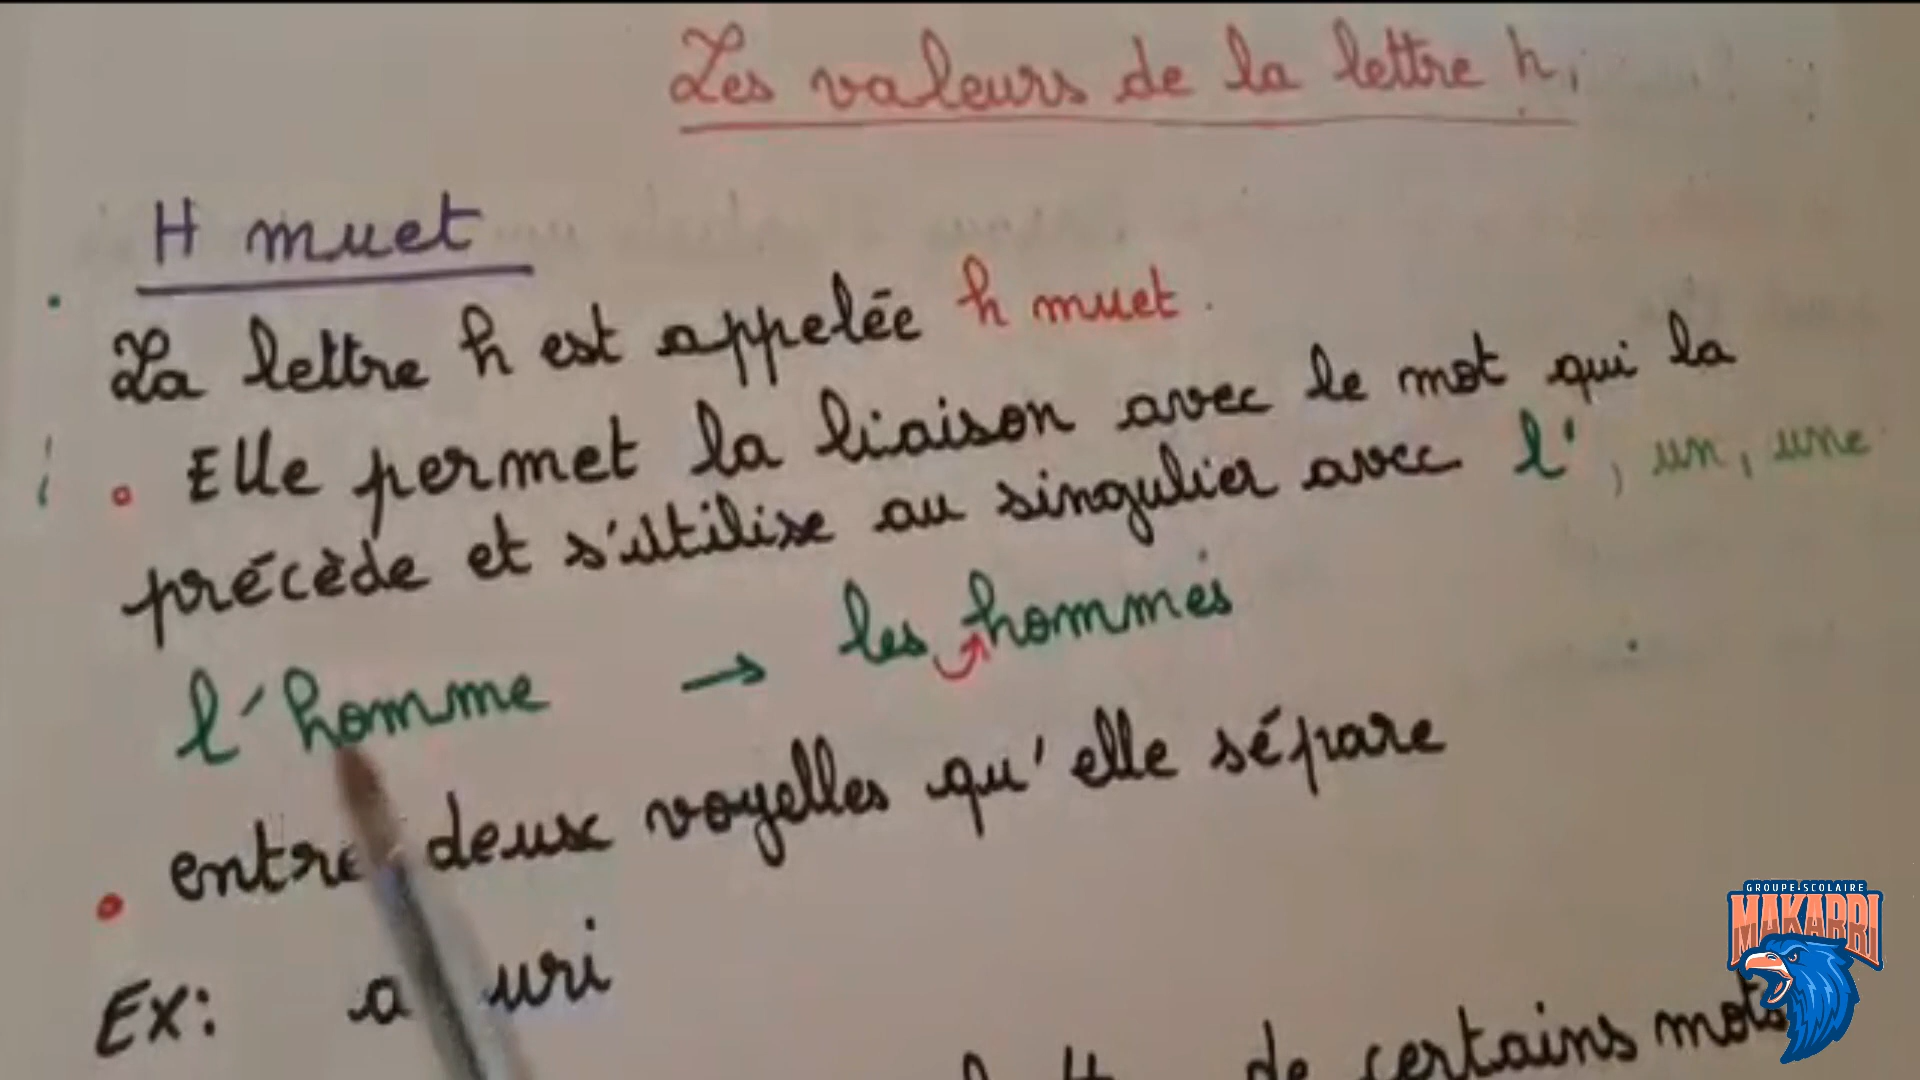 Les valeurs de la lettre h.
H muet
La lettre h est appelée h muet.
• Elle permet la liaison avec le mot qui la
précède et s'utilise au singulier avec l', un, une
l'homme → les hommes
• entre deux voyelles qu'elle sépare
Ex:
de certains mots
GROUPE SCOLAIRE
MAKARRI